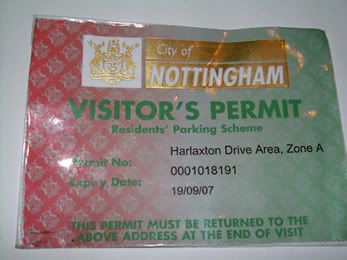 City of
NOTTINGHAM
VISITOR'S PERMIT
Residents' Parking Scheme
Harlaxton Drive Area, Zone A
Permit No: 0001018191
Expiry Date: 19/09/07
THIS PERMIT MUST BE RETURNED TO THE
ABOVE ADDRESS AT THE END OF VISIT